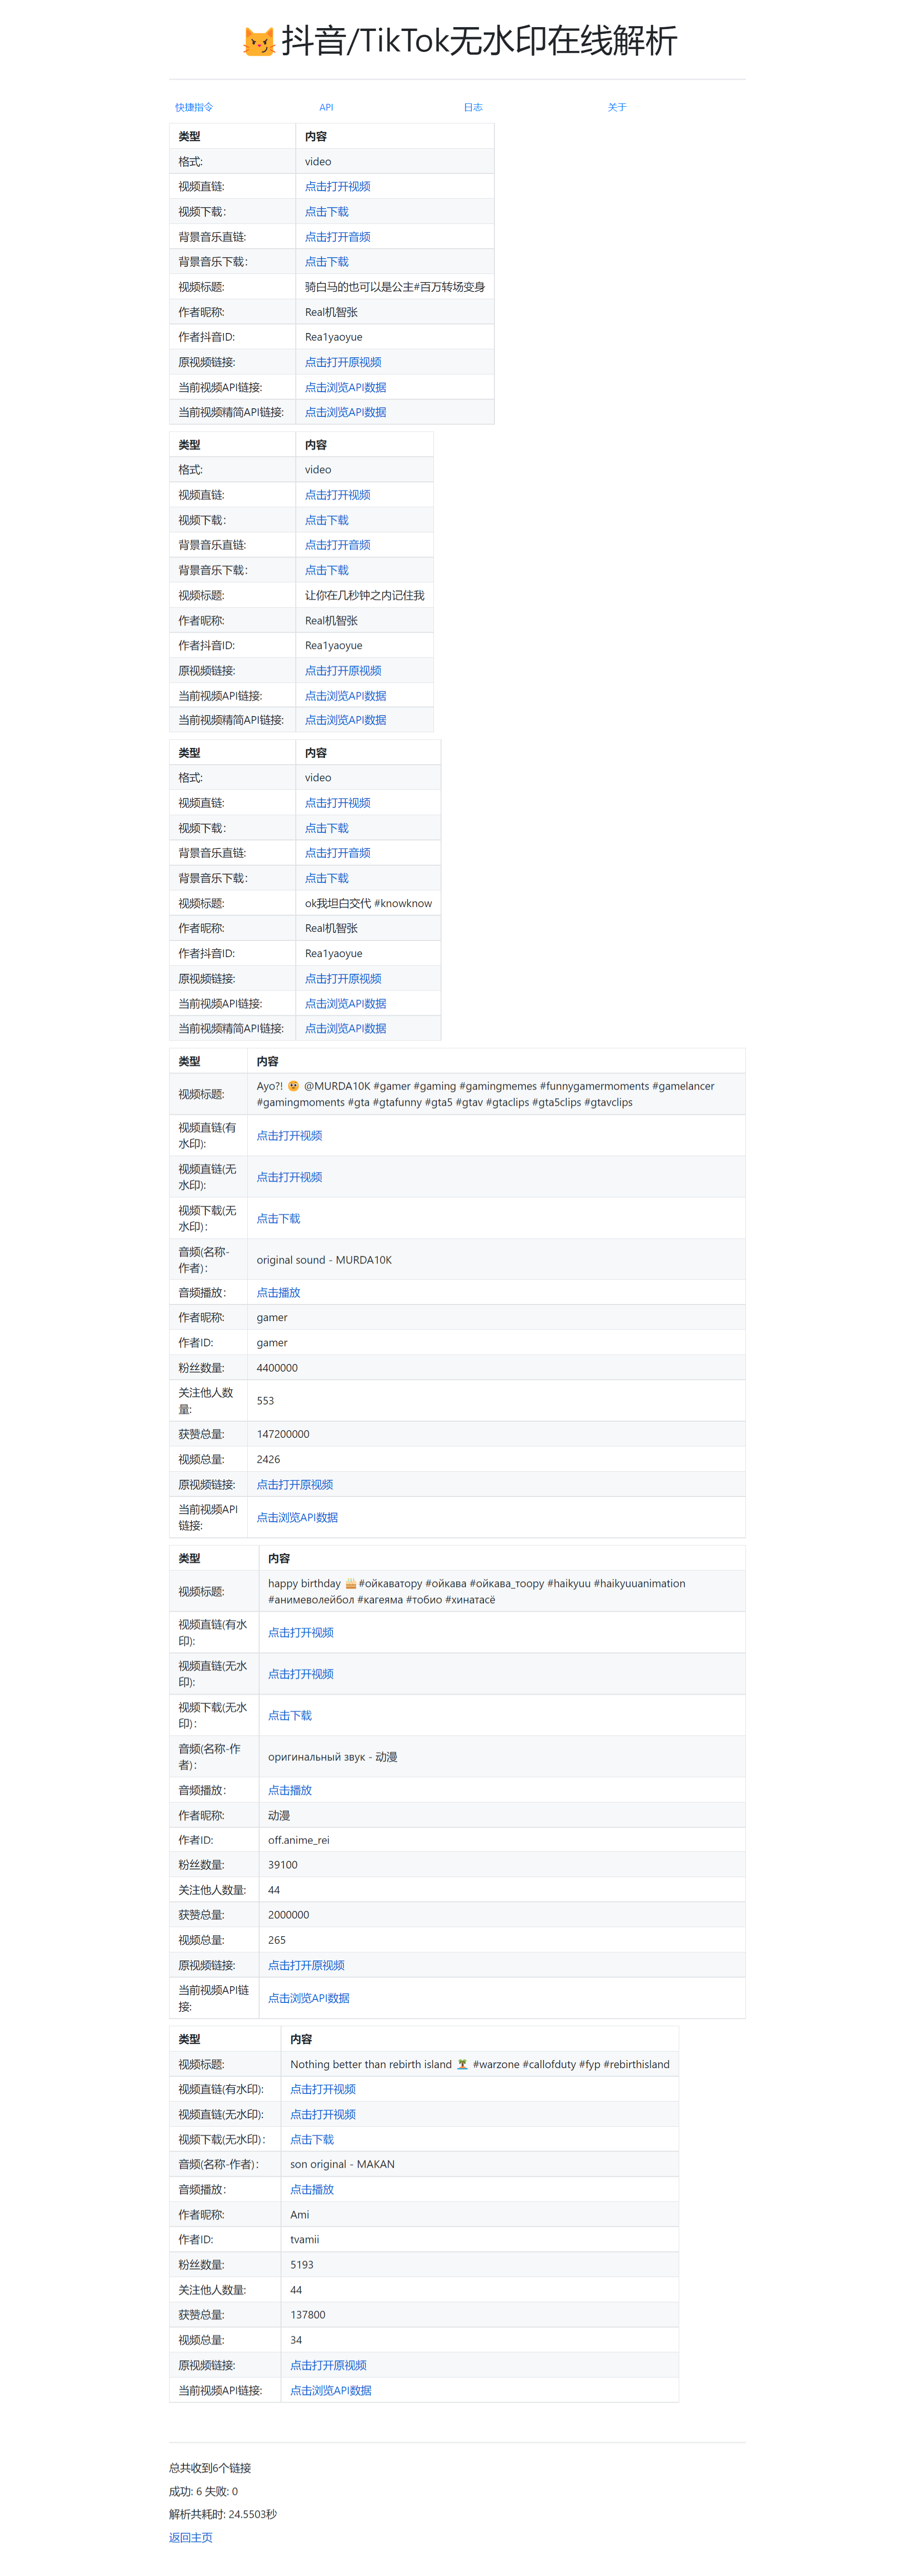 😼抖音/TikTok无水印在线解析
快捷指令 API 日志 关于
类型 内容
格式: video
视频直链: 点击打开视频
视频下载： 点击下载
背景音乐直链: 点击打开音频
背景音乐下载： 点击下载
视频标题: 骑白马的也可以是公主#百万转场变身
作者昵称: Real机智张
作者抖音ID: Rea1yaoyue
原视频链接: 点击打开原视频
当前视频API链接: 点击浏览API数据
当前视频精简API链接: 点击浏览API数据
类型 内容
格式: video
视频直链: 点击打开视频
视频下载： 点击下载
背景音乐直链: 点击打开音频
背景音乐下载： 点击下载
视频标题: 让你在几秒钟之内记住我
作者昵称: Real机智张
作者抖音ID: Rea1yaoyue
原视频链接: 点击打开原视频
当前视频API链接: 点击浏览API数据
当前视频精简API链接: 点击浏览API数据
类型 内容
格式: video
视频直链: 点击打开视频
视频下载： 点击下载
背景音乐直链: 点击打开音频
背景音乐下载： 点击下载
视频标题: ok我坦白交代 #knowknow
作者昵称: Real机智张
作者抖音ID: Rea1yaoyue
原视频链接: 点击打开原视频
当前视频API链接: 点击浏览API数据
当前视频精简API链接: 点击浏览API数据
类型 内容
视频标题: Ayo?! 🤨 @MURDA10K #gamer #gaming #gamingmemes #funnygamermoments #gamelancer
#gamingmoments #gta #gtafunny #gta5 #gtav #gtaclips #gta5clips #gtavclips
视频直链(有
水印): 点击打开视频
视频直链(无
水印): 点击打开视频
视频下载(无
水印)： 点击下载
音频(名称-
作者)： original sound - MURDA10K
音频播放： 点击播放
作者昵称: gamer
作者ID: gamer
粉丝数量: 4400000
关注他人数
量: 553
获赞总量: 147200000
视频总量: 2426
原视频链接: 点击打开原视频
当前视频API
链接: 点击浏览API数据
类型 内容
视频标题: happy birthday 🎂#ойкаватору #ойкава #ойкава_тоору #haikyuu #haikyuuanimation
#анимеволейбол #кагеяма #тобио #хинатасё
视频直链(有水
印): 点击打开视频
视频直链(无水
印): 点击打开视频
视频下载(无水
印)： 点击下载
音频(名称-作
者)： оригинальный звук - 动漫
音频播放： 点击播放
作者昵称: 动漫
作者ID: off.anime_rei
粉丝数量: 39100
关注他人数量: 44
获赞总量: 2000000
视频总量: 265
原视频链接: 点击打开原视频
当前视频API链
接: 点击浏览API数据
类型 内容
视频标题: Nothing better than rebirth island 🏝️ #warzone #callofduty #fyp #rebirthisland
视频直链(有水印): 点击打开视频
视频直链(无水印): 点击打开视频
视频下载(无水印)： 点击下载
音频(名称-作者)： son original - MAKAN
音频播放： 点击播放
作者昵称: Ami
作者ID: tvamii
粉丝数量: 5193
关注他人数量: 44
获赞总量: 137800
视频总量: 34
原视频链接: 点击打开原视频
当前视频API链接: 点击浏览API数据
总共收到6个链接
成功: 6 失败: 0
解析共耗时: 24.5503秒
返回主页